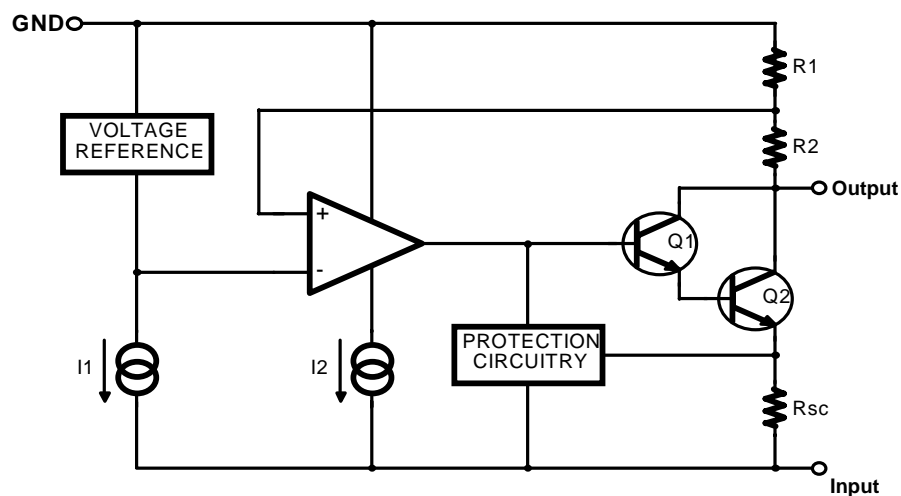 GND
R1
VOLTAGE
REFERENCE
R2
Output
+
-
Q1
Q2
I1
I2
PROTECTION
CIRCUITRY
Rsc
Input